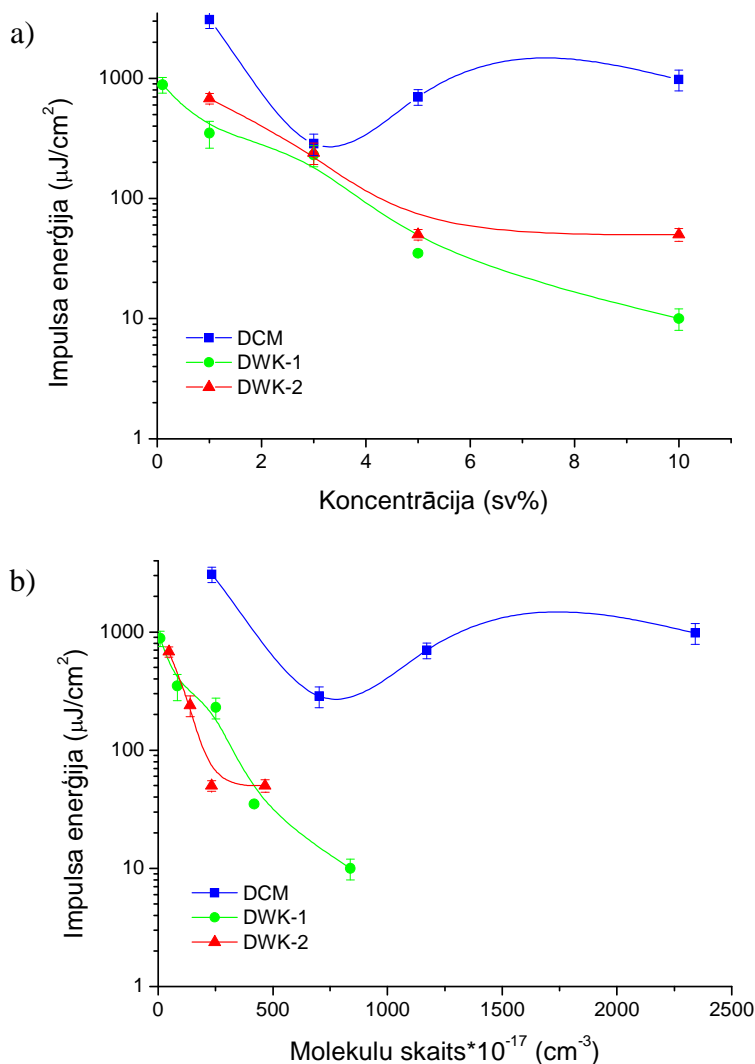 a)
1000
100
10
1
Impulsa enerģija (μJ/cm²)
DCM
DWK-1
DWK-2
0 2 4 6 8 10
Koncentrācija (sv%)
b)
1000
100
10
1
Impulsa enerģija (μJ/cm²)
DCM
DWK-1
DWK-2
0 500 1000 1500 2000 2500
Molekulu skaits*10⁻¹⁷ (cm⁻³)